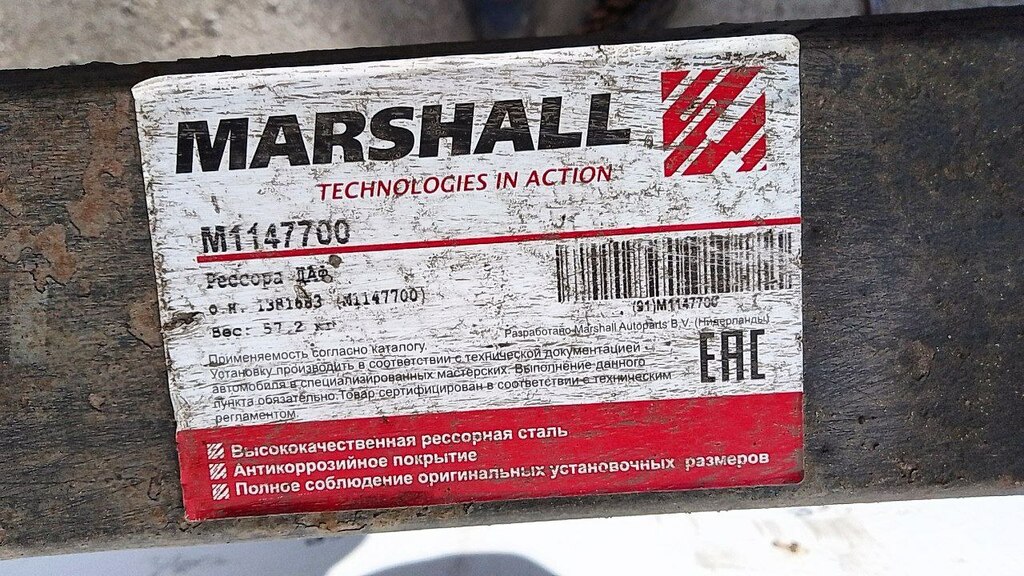 MARSHALL
TECHNOLOGIES IN ACTION
M1147700
Рессора ДАФ
о.н. 1381683 (M1147700)
Вес: 57,2 кг
(91)M1147700
Разработано Marshall Autoparts B.V. (Нидерланды)
Применяемость согласно каталогу.
Установку производить в соответствии с технической документацией
автомобиля в специализированных мастерских. Выполнение данного
пункта обязательно.Товар сертифицирован в соответствии с техническим
регламентом.
EAC
Высококачественная рессорная сталь
Антикоррозийное покрытие
Полное соблюдение оригинальных установочных размеров